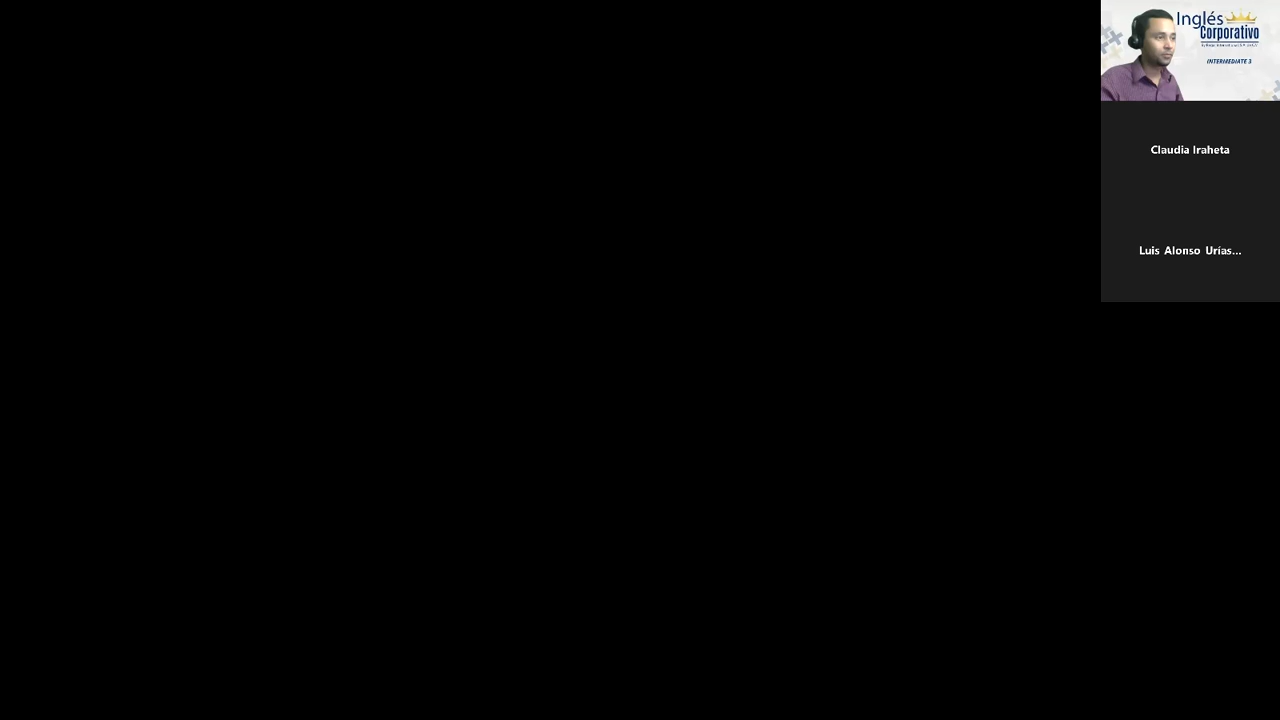 Inglés
Corporativo
INTERMEDIATE 3
Claudia Iraheta
Luis Alonso Urías...